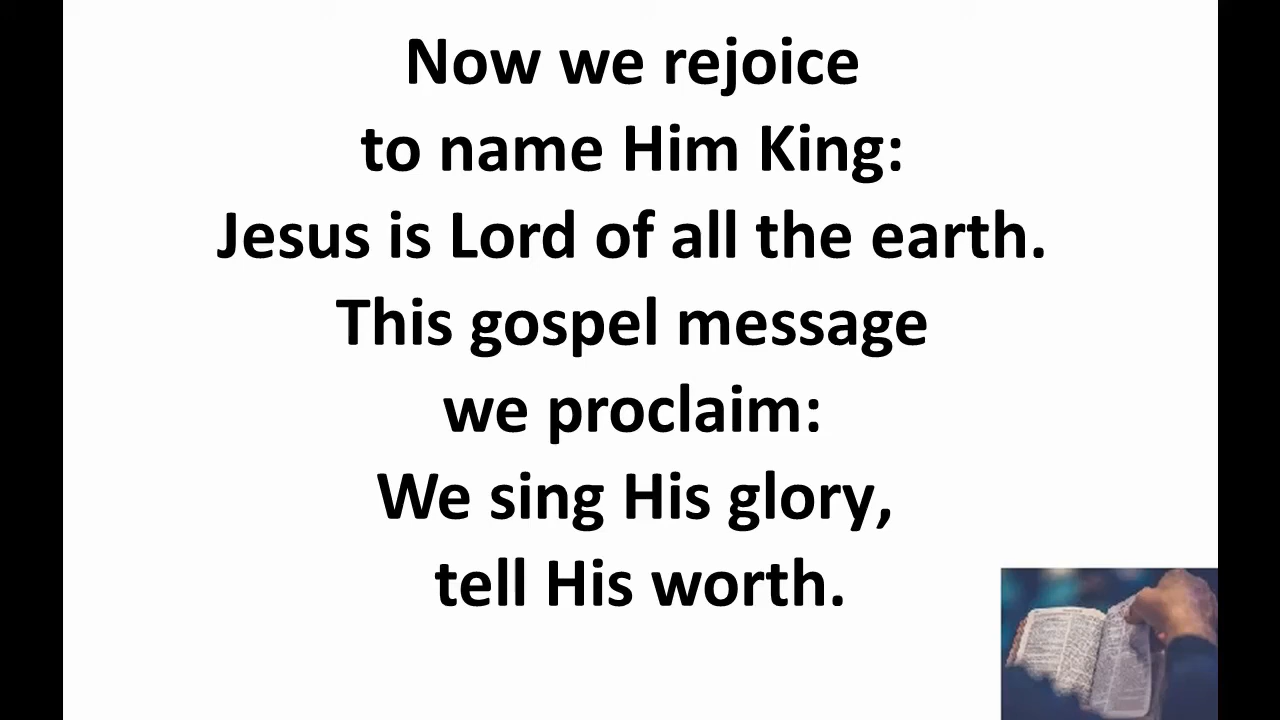 Now we rejoice
to name Him King:
Jesus is Lord of all the earth.
This gospel message
we proclaim:
We sing His glory,
tell His worth.